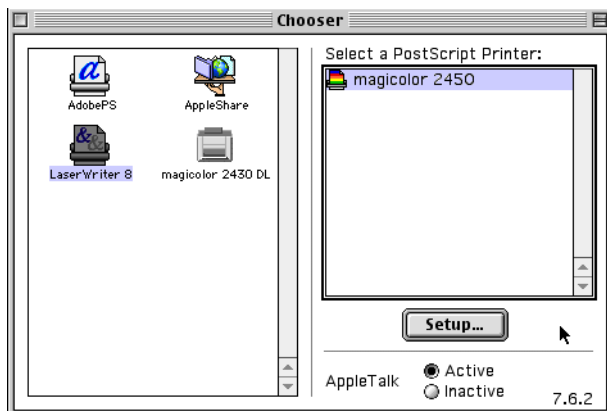 Chooser
AdobePS
AppleShare
LaserWriter 8
magicolor 2430 DL
Select a PostScript Printer:
magicolor 2450
Setup...
AppleTalk
Active
Inactive
7.6.2